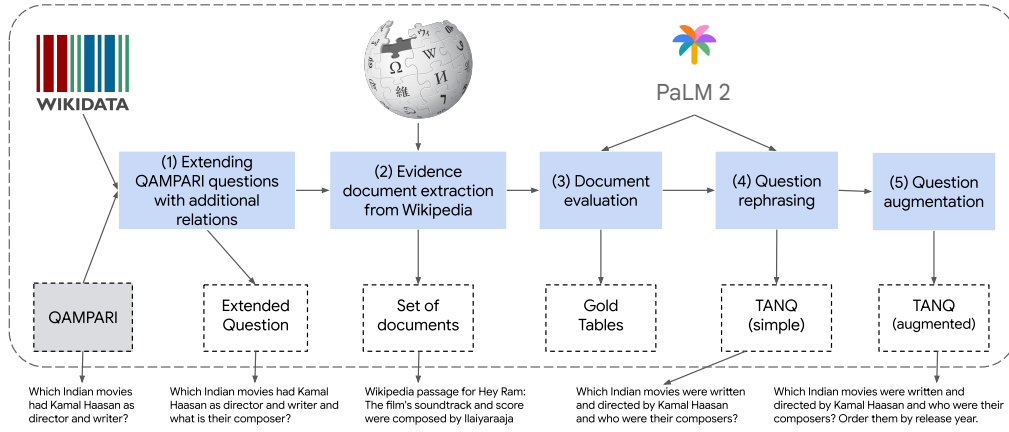 WIKIDATA
PaLM 2
(1) Extending
QAMPARI questions
with additional
relations
(2) Evidence
document extraction
from Wikipedia
(3) Document
evaluation
(4) Question
rephrasing
(5) Question
augmentation
QAMPARI
Extended
Question
Set of
documents
Gold
Tables
TANQ
(simple)
TANQ
(augmented)
Which Indian movies
had Kamal Haasan as
director and writer?
Which Indian movies had Kamal
Haasan as director and writer and
what is their composer?
Wikipedia passage for Hey Ram:
The film's soundtrack and score
were composed by Ilaiyaraaja
Which Indian movies were written
and directed by Kamal Haasan
and who were their composers?
Which Indian movies were written and
directed by Kamal Haasan and who were their
composers? Order them by release year.